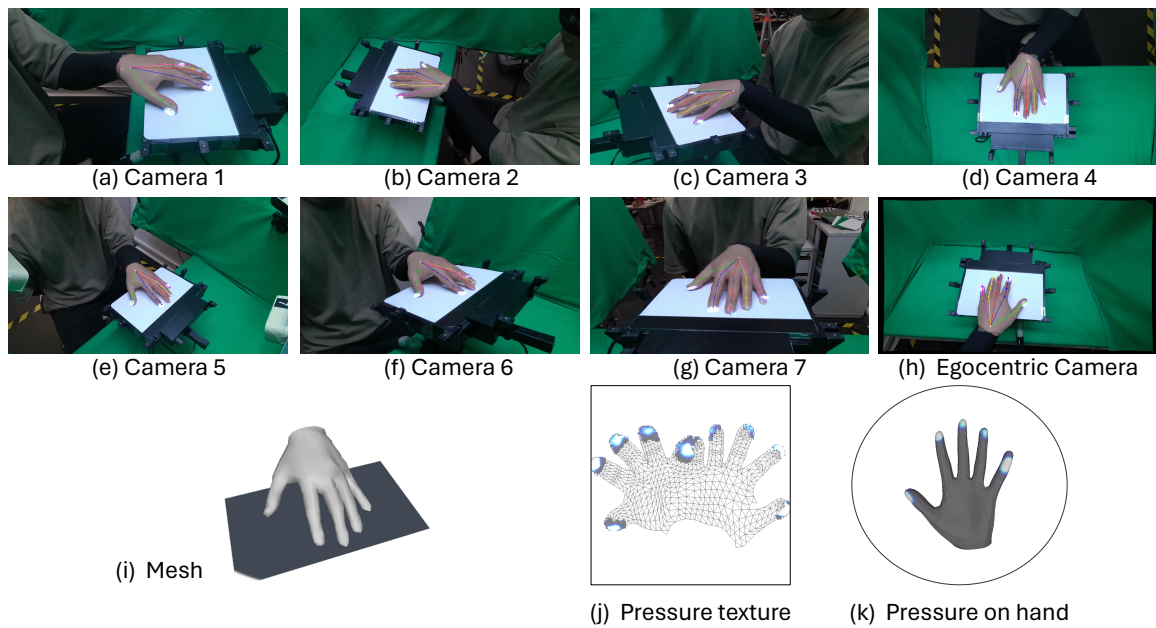 (a) Camera 1
(b) Camera 2
(c) Camera 3
(d) Camera 4
(e) Camera 5
(f) Camera 6
(g) Camera 7
(h) Egocentric Camera
(i) Mesh
(j) Pressure texture
(k) Pressure on hand